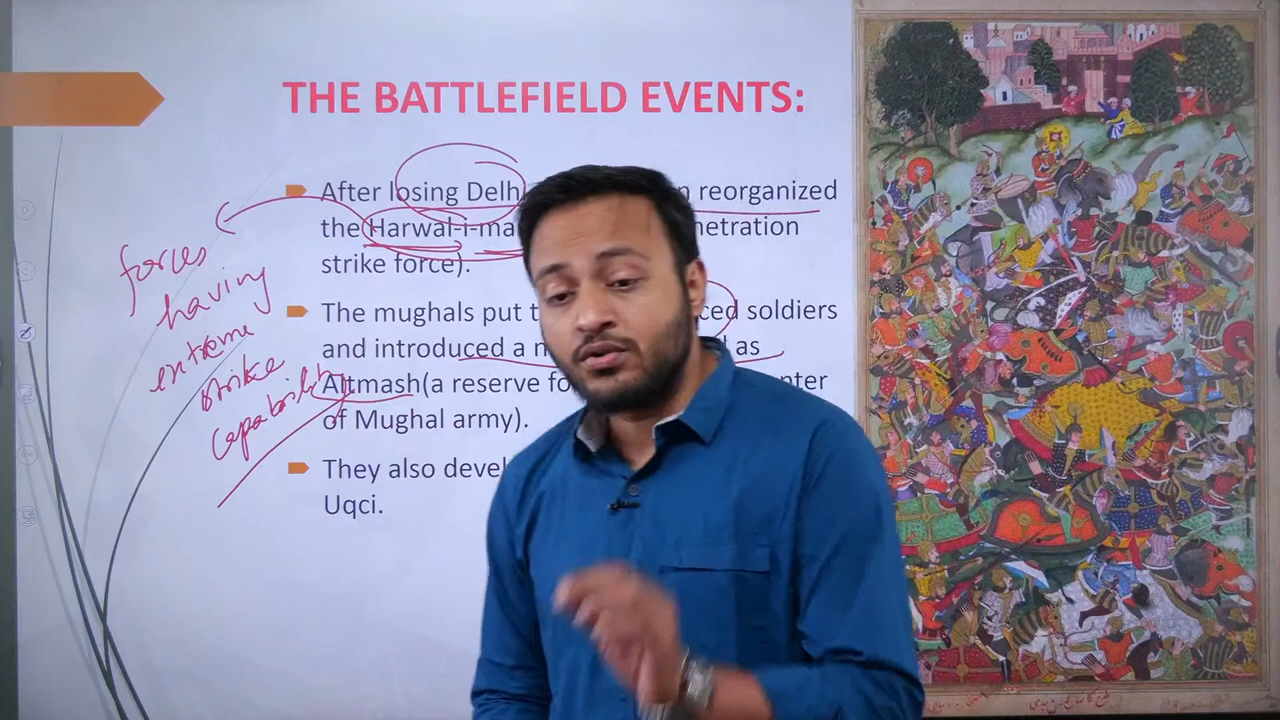 THE BATTLEFIELD EVENTS:
After losing Delh reorganized
the Harwal-i-ma netration
strike force).
The mughals put ced soldiers
and introduced a as
Altmash(a reserve fo nter
of Mughal army).
They also devel
Uqci.
forces
having
extreme
strike
capability